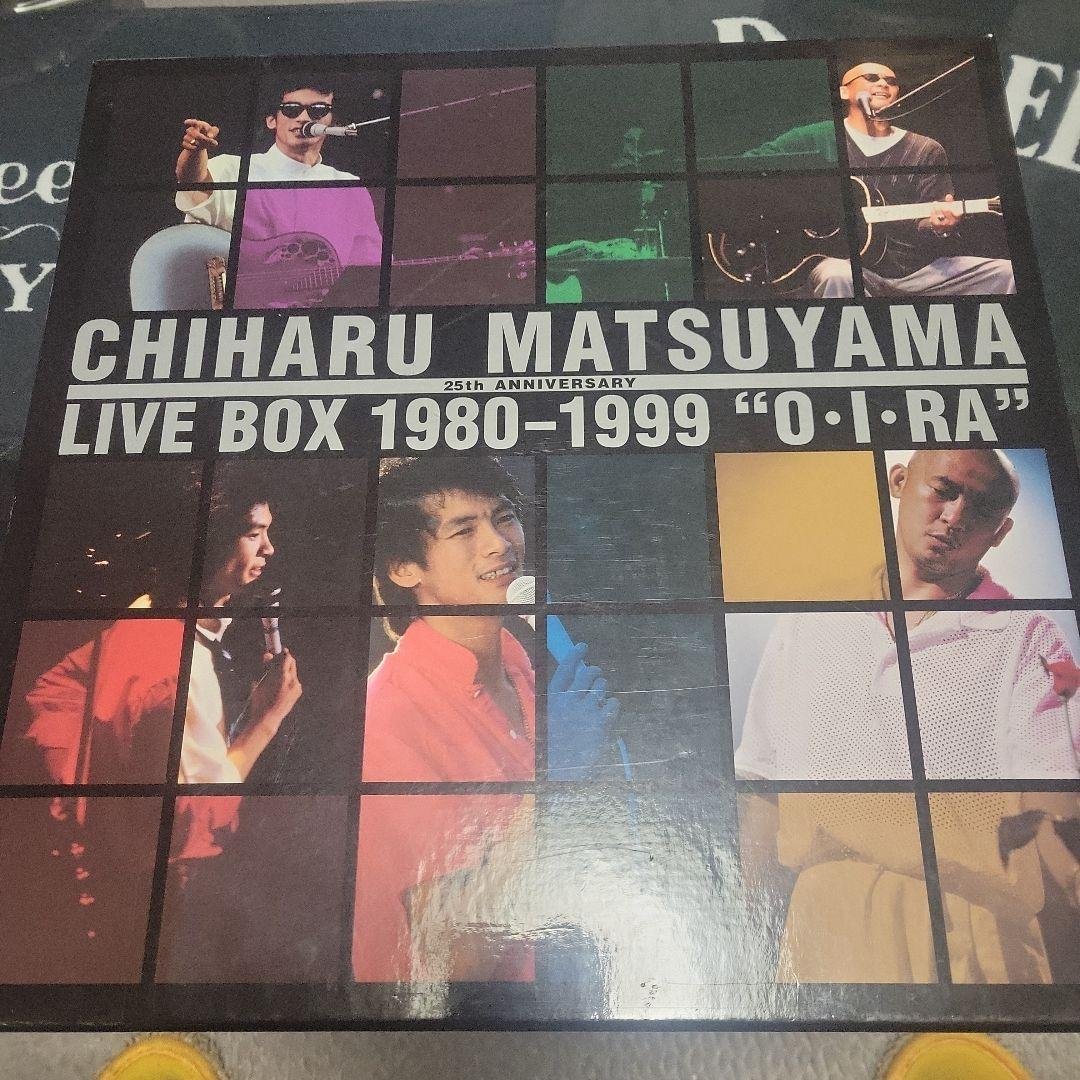 CHIHARU MATSUYAMA
25th ANNIVERSARY
LIVE BOX 1980-1999 "O・I・RA"